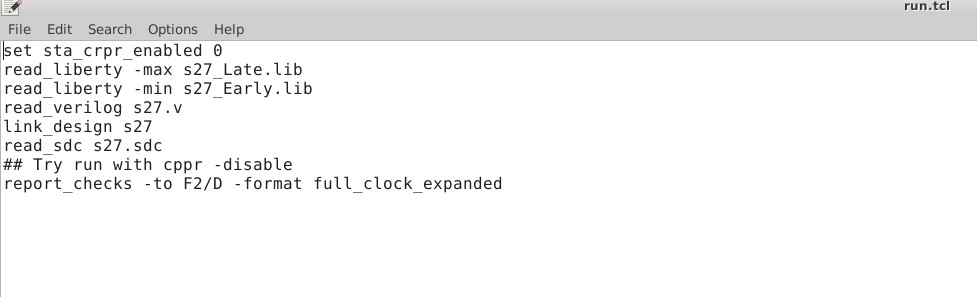 run.tcl
File Edit Search Options Help
set sta_crpr_enabled 0
read_liberty -max s27_Late.lib
read_liberty -min s27_Early.lib
read_verilog s27.v
link_design s27
read_sdc s27.sdc
## Try run with cppr -disable
report_checks -to F2/D -format full_clock_expanded